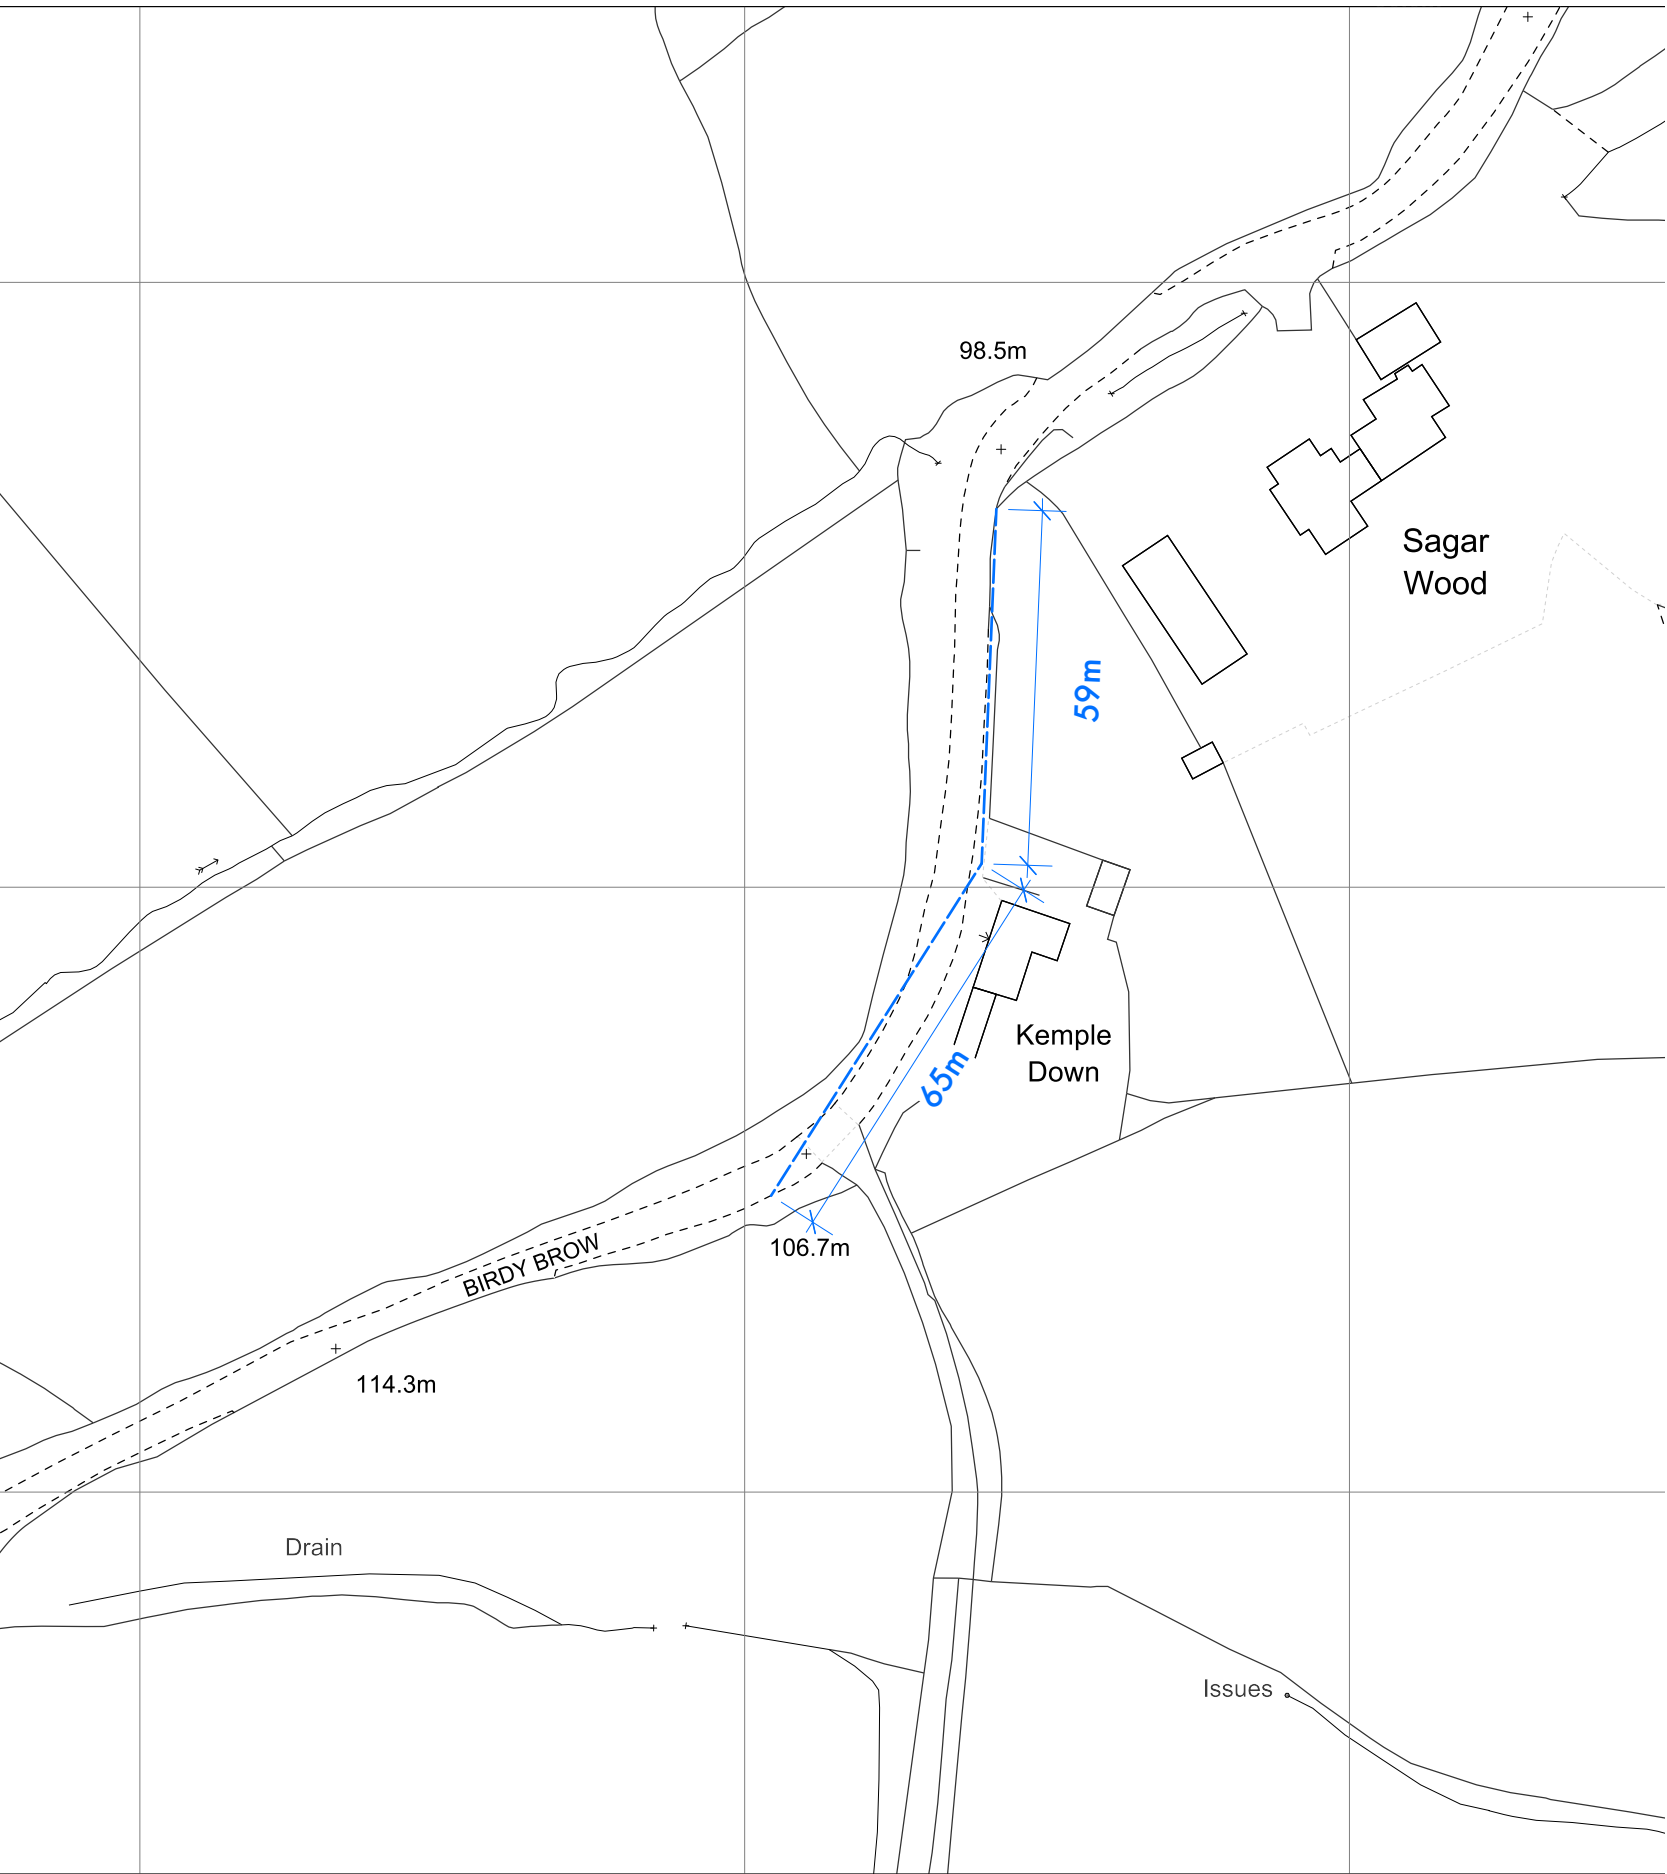 98.5m
Sagar
Wood
59m
Kemple
Down
65m
106.7m
BIRDY BROW
114.3m
Drain
Issues